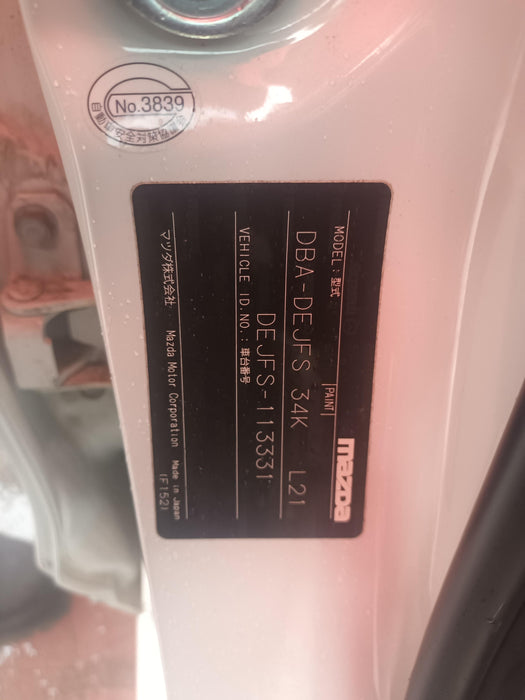 No.3839
自動車安全対策協議会
mazda
MODEL: 型式
PAINT
DBA-DEJFS 34K L21
VEHICLE ID.NO.: 車台番号
DEJFS-113331
マツダ株式会社 Mazda Motor Corporation Made in Japan
(F152)